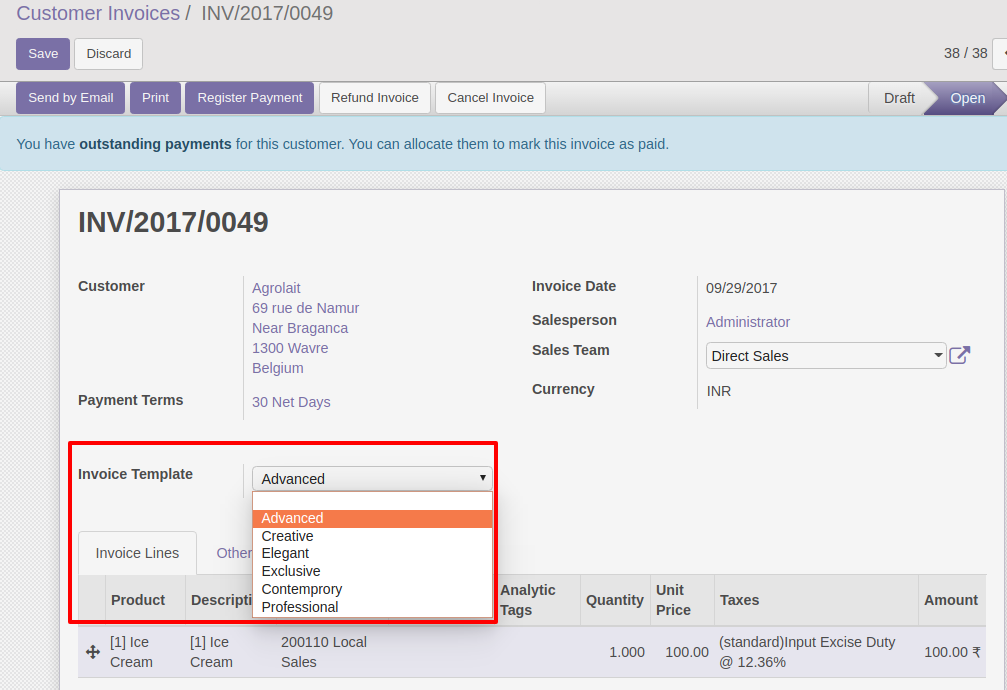 Customer Invoices / INV/2017/0049
Save Discard 38 / 38
Send by Email Print Register Payment Refund Invoice Cancel Invoice Draft Open
You have outstanding payments for this customer. You can allocate them to mark this invoice as paid.
INV/2017/0049
Customer Agrolait
69 rue de Namur
Near Braganca
1300 Wavre
Belgium
Payment Terms 30 Net Days
Invoice Date 09/29/2017
Salesperson Administrator
Sales Team Direct Sales
Currency INR
Invoice Template Advanced
Advanced
Creative
Elegant
Exclusive
Contemprory
Professional
Invoice Lines Other
Product Descripti Analytic Tags Quantity Unit Price Taxes Amount
[1] Ice [1] Ice 200110 Local 1.000 100.00 (standard)Input Excise Duty 100.00 ₹
Cream Cream Sales @ 12.36%